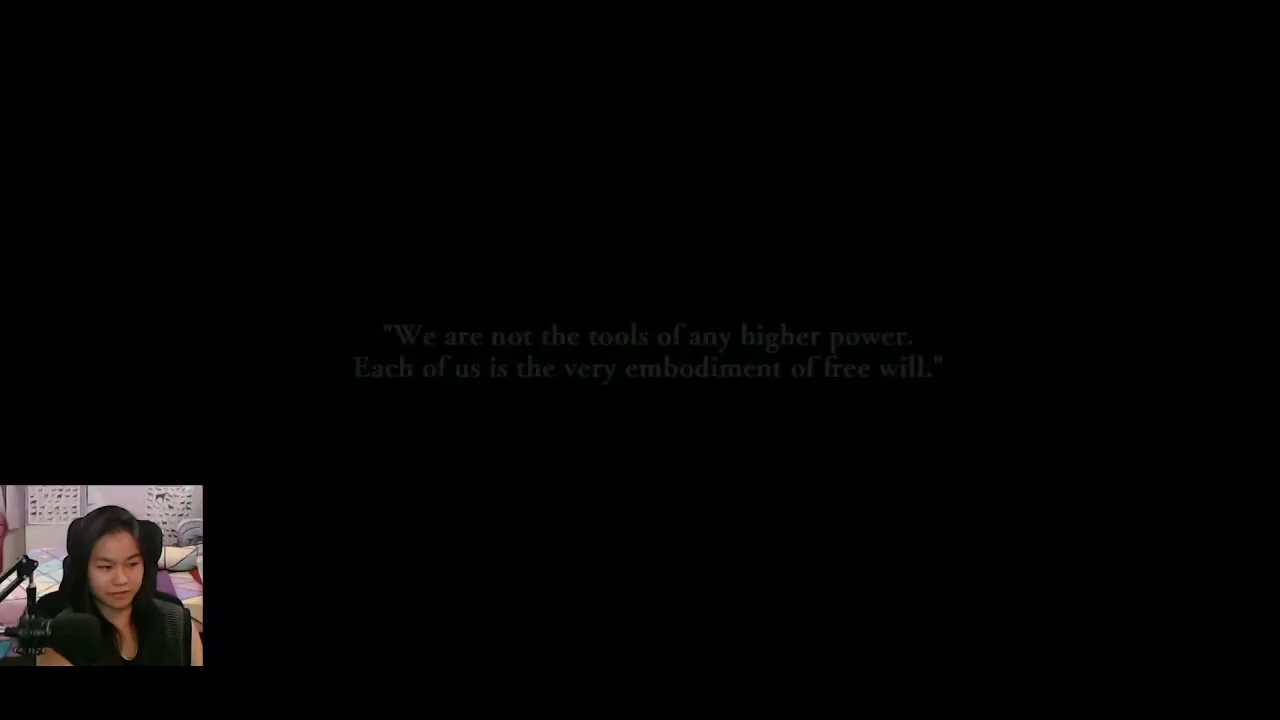 "We are not the tools of any higher power.
Each of us is the very embodiment of free will."